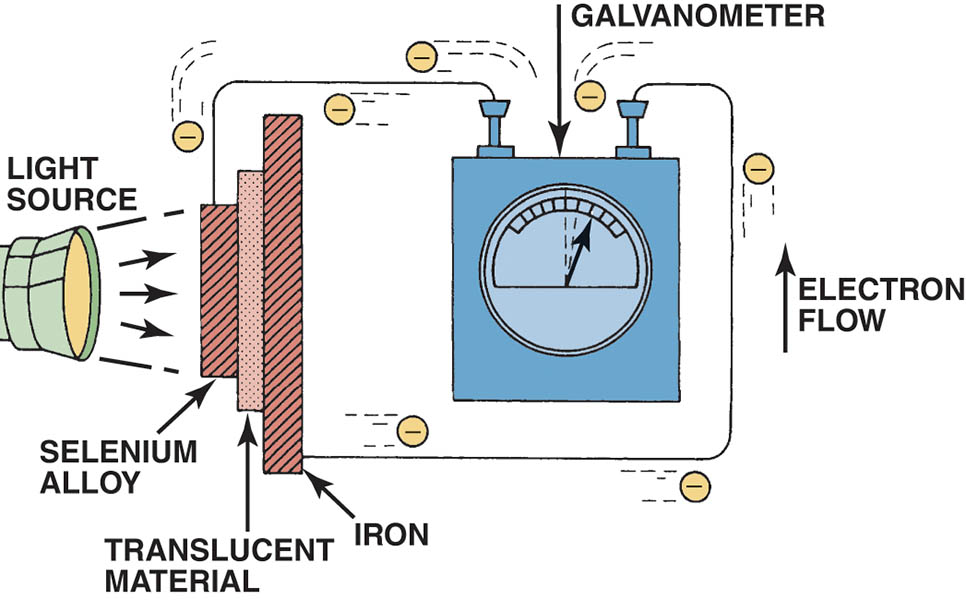 GALVANOMETER
LIGHT
SOURCE
ELECTRON
FLOW
SELENIUM
ALLOY
IRON
TRANSLUCENT
MATERIAL